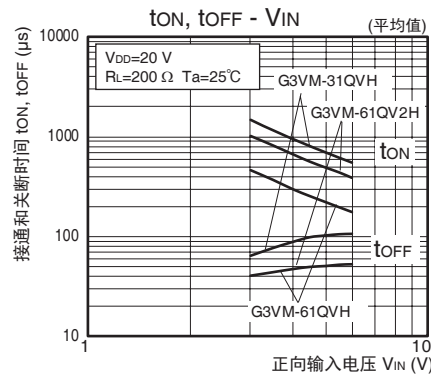 tON, tOFF - VIN
(平均值)
接通和关断时间 tON, tOFF (μs)
10000
1000
100
10
VDD=20 V
RL=200 Ω Ta=25℃
G3VM-31QVH
G3VM-61QV2H
tON
tOFF
G3VM-61QVH
1
10
正向输入电压 VIN (V)